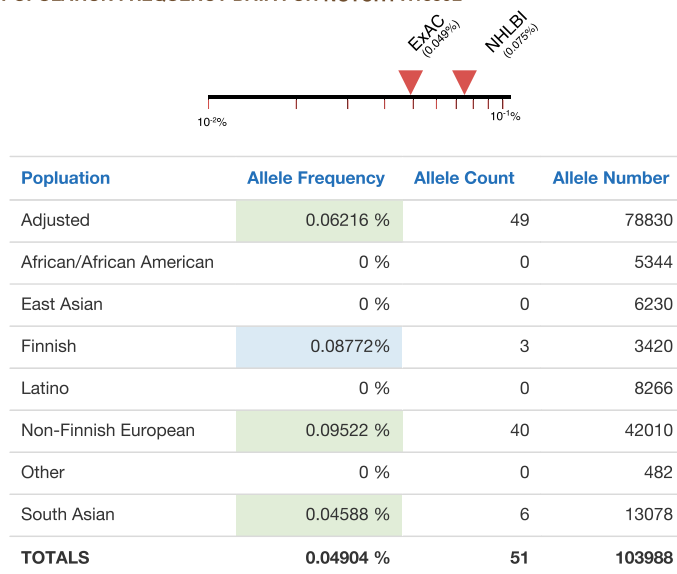 ExAC
(0.049%)
NHLBI
(0.075%)
10-2%
10-1%
Popluation Allele Frequency Allele Count Allele Number
Adjusted 0.06216 % 49 78830
African/African American 0 % 0 5344
East Asian 0 % 0 6230
Finnish 0.08772% 3 3420
Latino 0 % 0 8266
Non-Finnish European 0.09522 % 40 42010
Other 0 % 0 482
South Asian 0.04588 % 6 13078
TOTALS 0.04904 % 51 103988